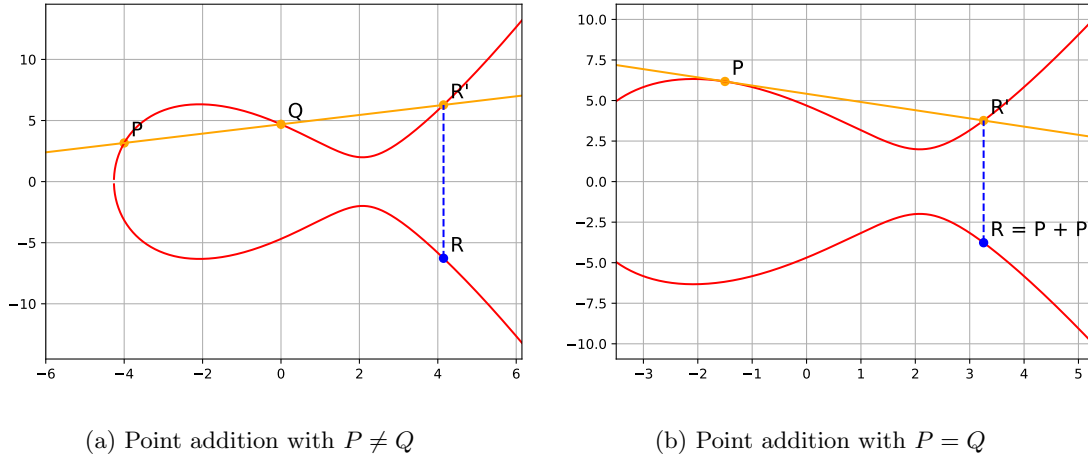 10
5
0
−5
−10
P
Q
R'
R
−6 −4 −2 0 2 4 6
10.0
7.5
5.0
2.5
0.0
−2.5
−5.0
−7.5
−10.0
P
R'
R = P + P
−3 −2 −1 0 1 2 3 4 5
(a) Point addition with P ≠ Q
(b) Point addition with P = Q